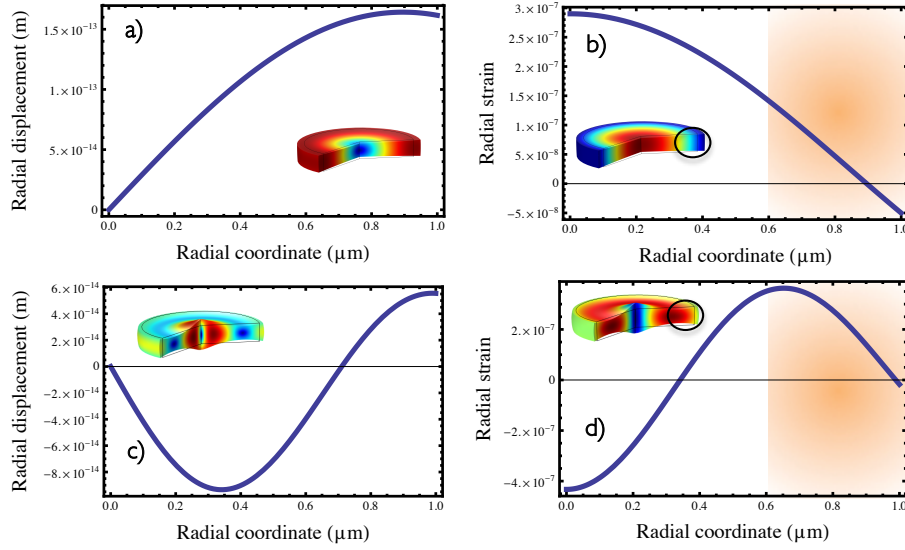 a)
Radial displacement (m)
1.5×10⁻¹³
1.×10⁻¹³
5.×10⁻¹⁴
0
0.0 0.2 0.4 0.6 0.8 1.0
Radial coordinate (µm)
b)
Radial strain
3.×10⁻⁷
2.×10⁻⁷
2.×10⁻⁷
1.×10⁻⁷
5.×10⁻⁸
0
−5.×10⁻⁸
0.0 0.2 0.4 0.6 0.8 1.0
Radial coordinate (µm)
c)
Radial displacement (m)
6.×10⁻¹⁴
4.×10⁻¹⁴
2.×10⁻¹⁴
0
−2.×10⁻¹⁴
−4.×10⁻¹⁴
−6.×10⁻¹⁴
−8.×10⁻¹⁴
0.0 0.2 0.4 0.6 0.8 1.0
Radial coordinate (µm)
d)
Radial strain
2.×10⁻⁷
0
−2.×10⁻⁷
−4.×10⁻⁷
0.0 0.2 0.4 0.6 0.8 1.0
Radial coordinate (µm)